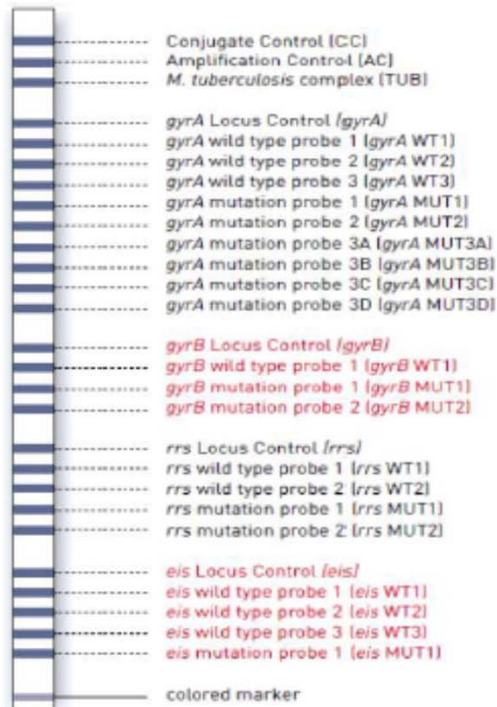 Conjugate Control (CC)
Amplification Control (AC)
M. tuberculosis complex (TUB)
gyrA Locus Control (gyrA)
gyrA wild type probe 1 (gyrA WT1)
gyrA wild type probe 2 (gyrA WT2)
gyrA wild type probe 3 (gyrA WT3)
gyrA mutation probe 1 (gyrA MUT1)
gyrA mutation probe 2 (gyrA MUT2)
gyrA mutation probe 3A (gyrA MUT3A)
gyrA mutation probe 3B (gyrA MUT3B)
gyrA mutation probe 3C (gyrA MUT3C)
gyrA mutation probe 3D (gyrA MUT3D)
gyrB Locus Control (gyrB)
gyrB wild type probe 1 (gyrB WT1)
gyrB mutation probe 1 (gyrB MUT1)
gyrB mutation probe 2 (gyrB MUT2)
rrs Locus Control (rrs)
rrs wild type probe 1 (rrs WT1)
rrs wild type probe 2 (rrs WT2)
rrs mutation probe 1 (rrs MUT1)
rrs mutation probe 2 (rrs MUT2)
eis Locus Control (eis)
eis wild type probe 1 (eis WT1)
eis wild type probe 2 (eis WT2)
eis wild type probe 3 (eis WT3)
eis mutation probe 1 (eis MUT1)
colored marker